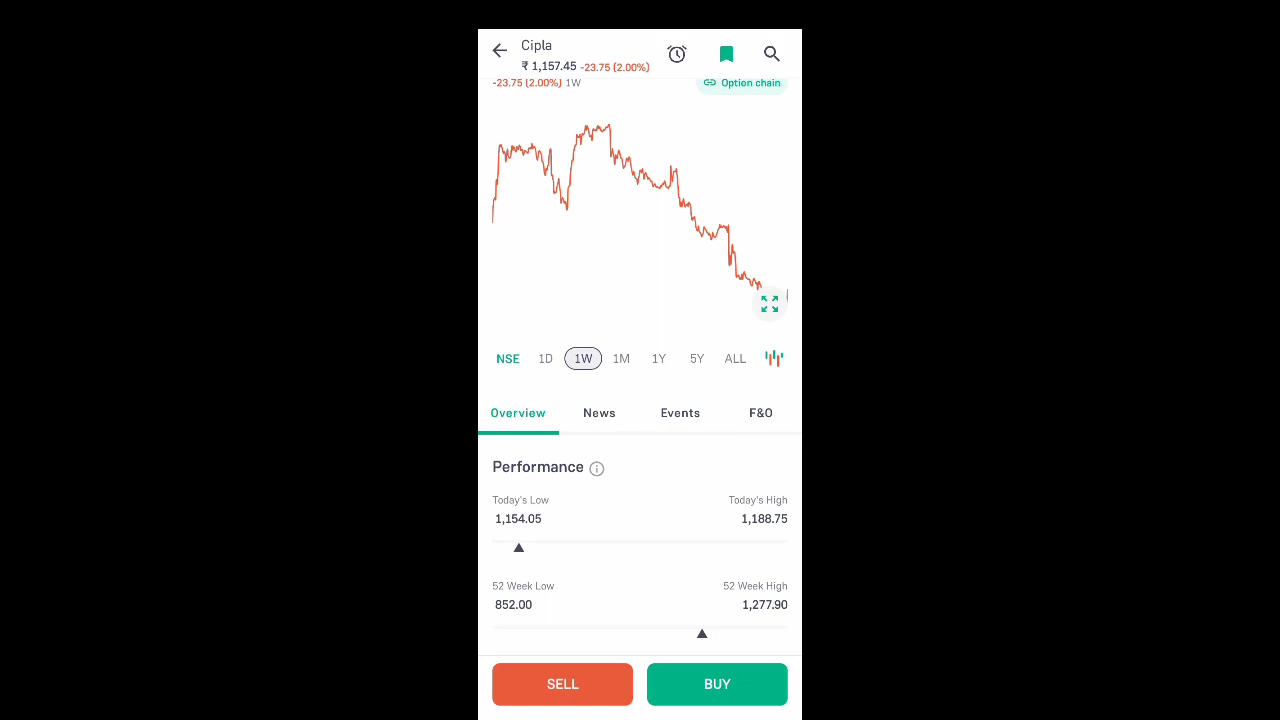 Cipla
₹ 1,157.45 -23.75 (2.00%)
-23.75 (2.00%) 1W
Option chain
NSE 1D 1W 1M 1Y 5Y ALL
Overview News Events F&O
Performance
Today's Low Today's High
1,154.05 1,188.75
52 Week Low 52 Week High
852.00 1,277.90
SELL BUY